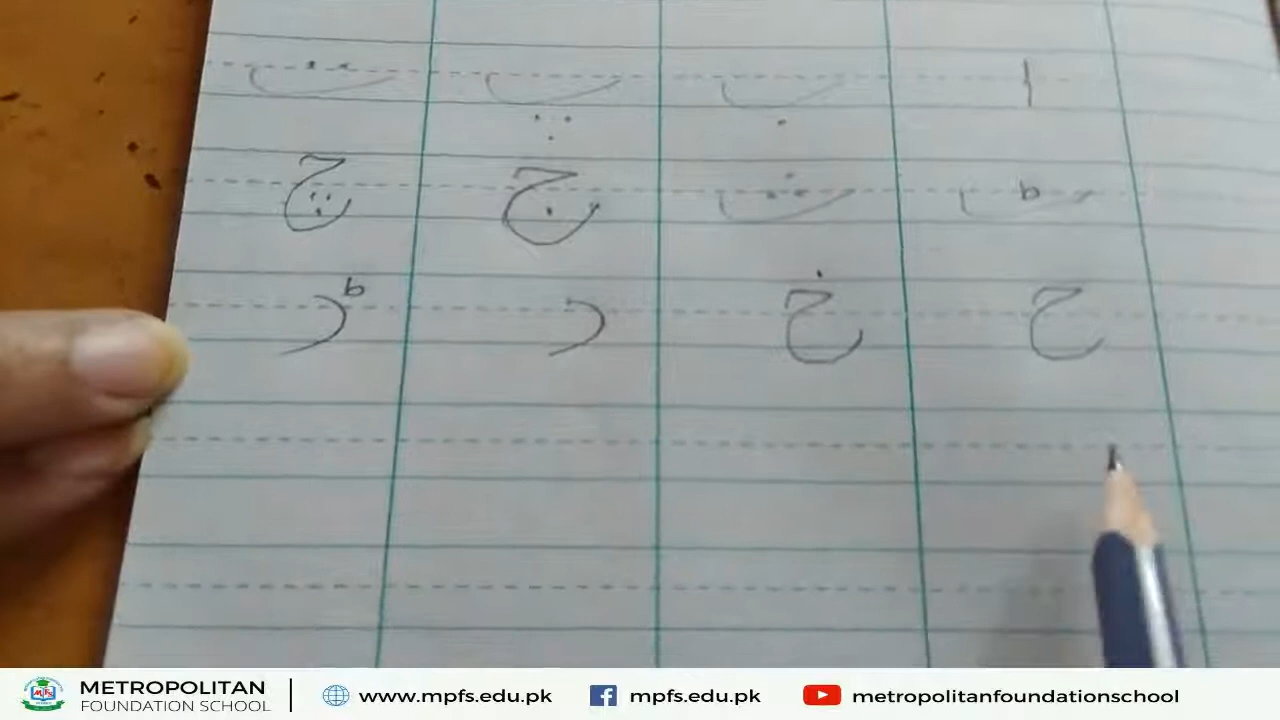 ا ب پ ت
ٹ ث ج چ
ح خ د ڈ
METROPOLITAN
FOUNDATION SCHOOL
www.mpfs.edu.pk
mpfs.edu.pk
metropolitanfoundationschool